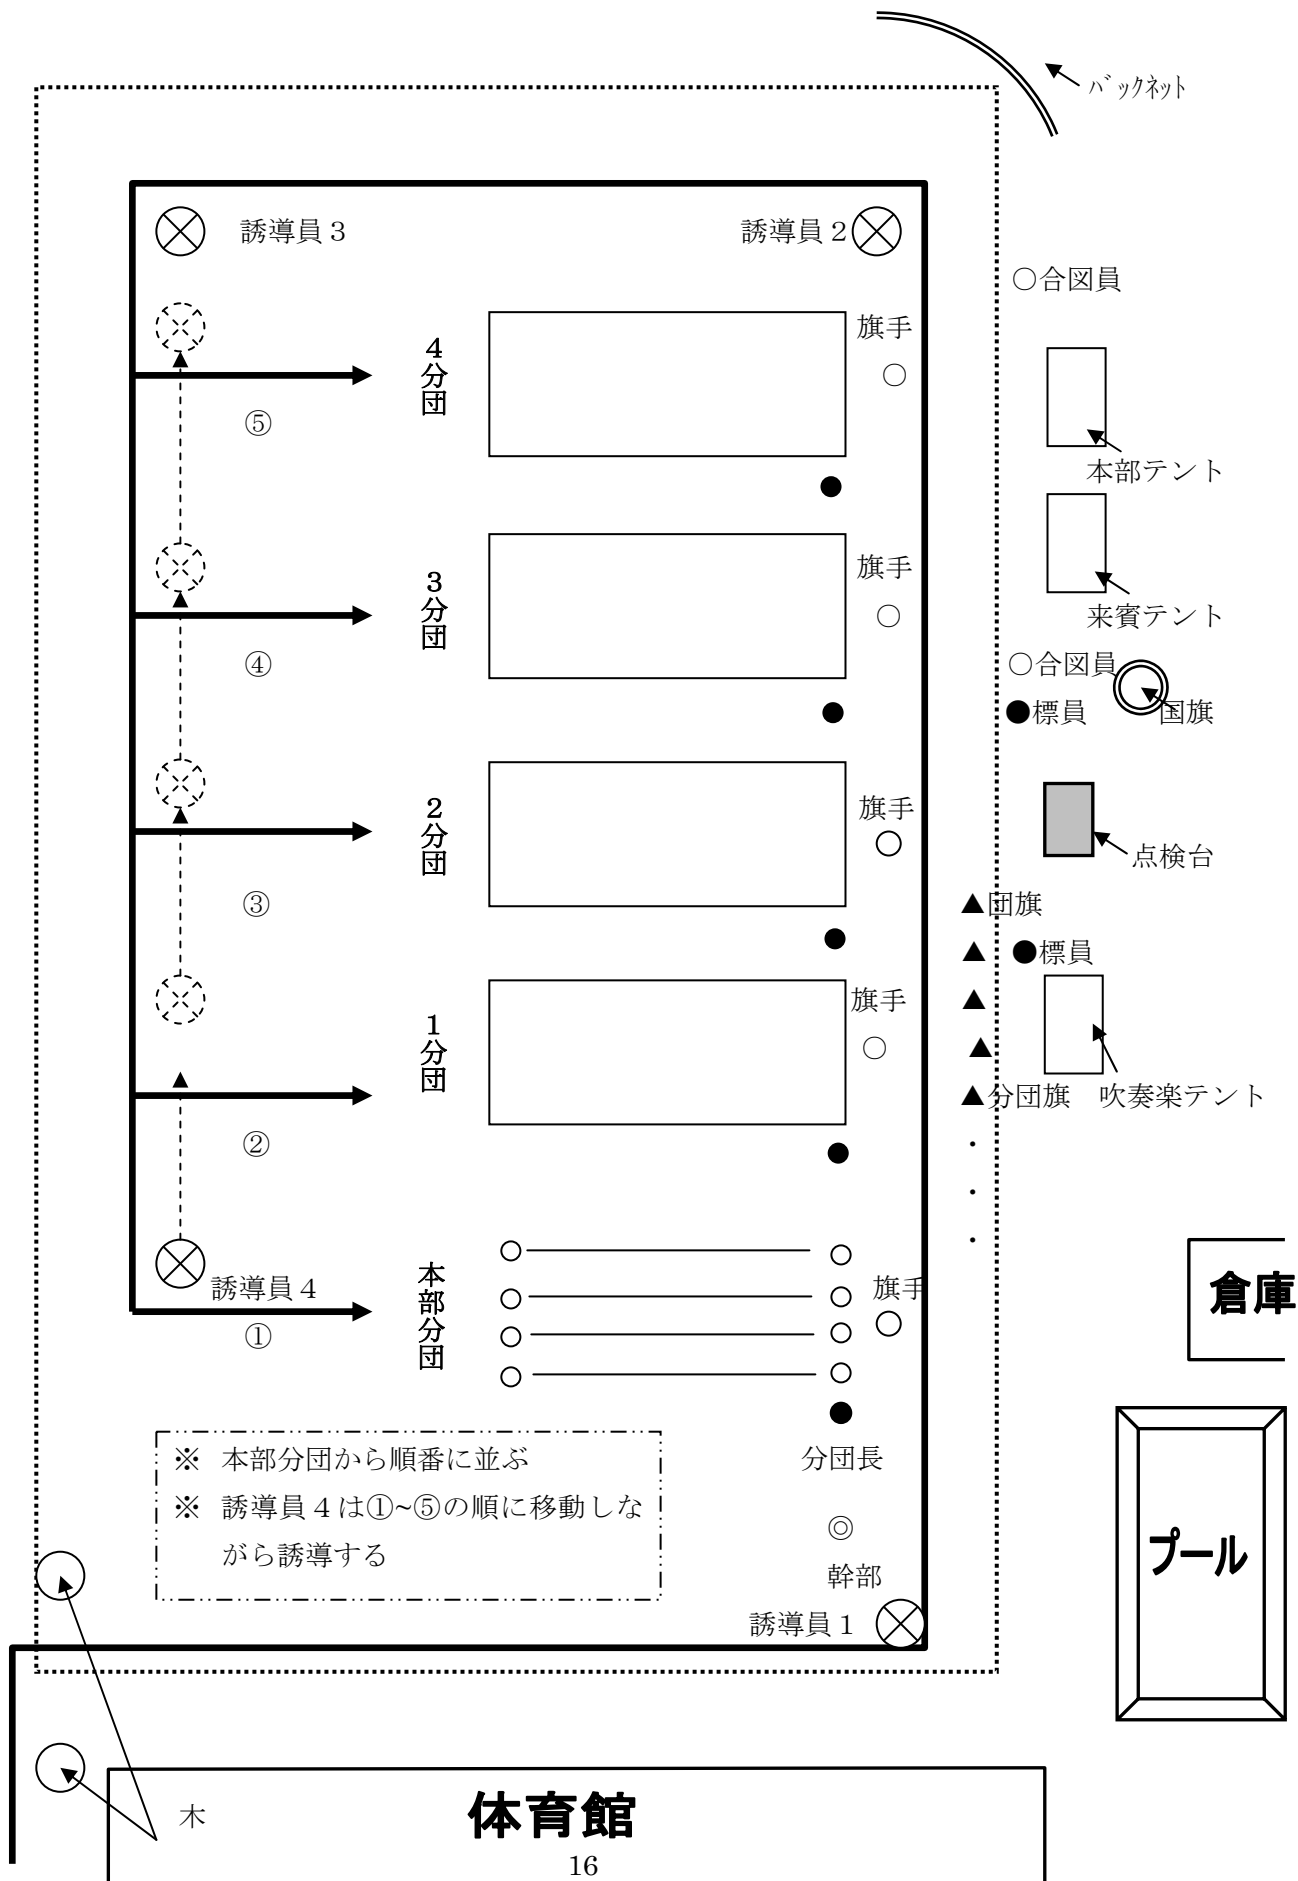 バックネット
誘導員３
誘導員２
○合図員
旗手
４分団
○
⑤
本部テント
●
旗手
３分団
○
来賓テント
④
○合図員
●標員
国旗
●
旗手
２分団
○
点検台
③
▲団旗
●
▲
●標員
旗手
▲
１分団
○
▲
▲分団旗
吹奏楽テント
②
●
・
・
・
誘導員４
本部分団
旗手
○
倉庫
①
●
分団長
※ 本部分団から順番に並ぶ
※ 誘導員４は①~⑤の順に移動しな
がら誘導する
◎
幹部
プール
誘導員１
木
体育館
16